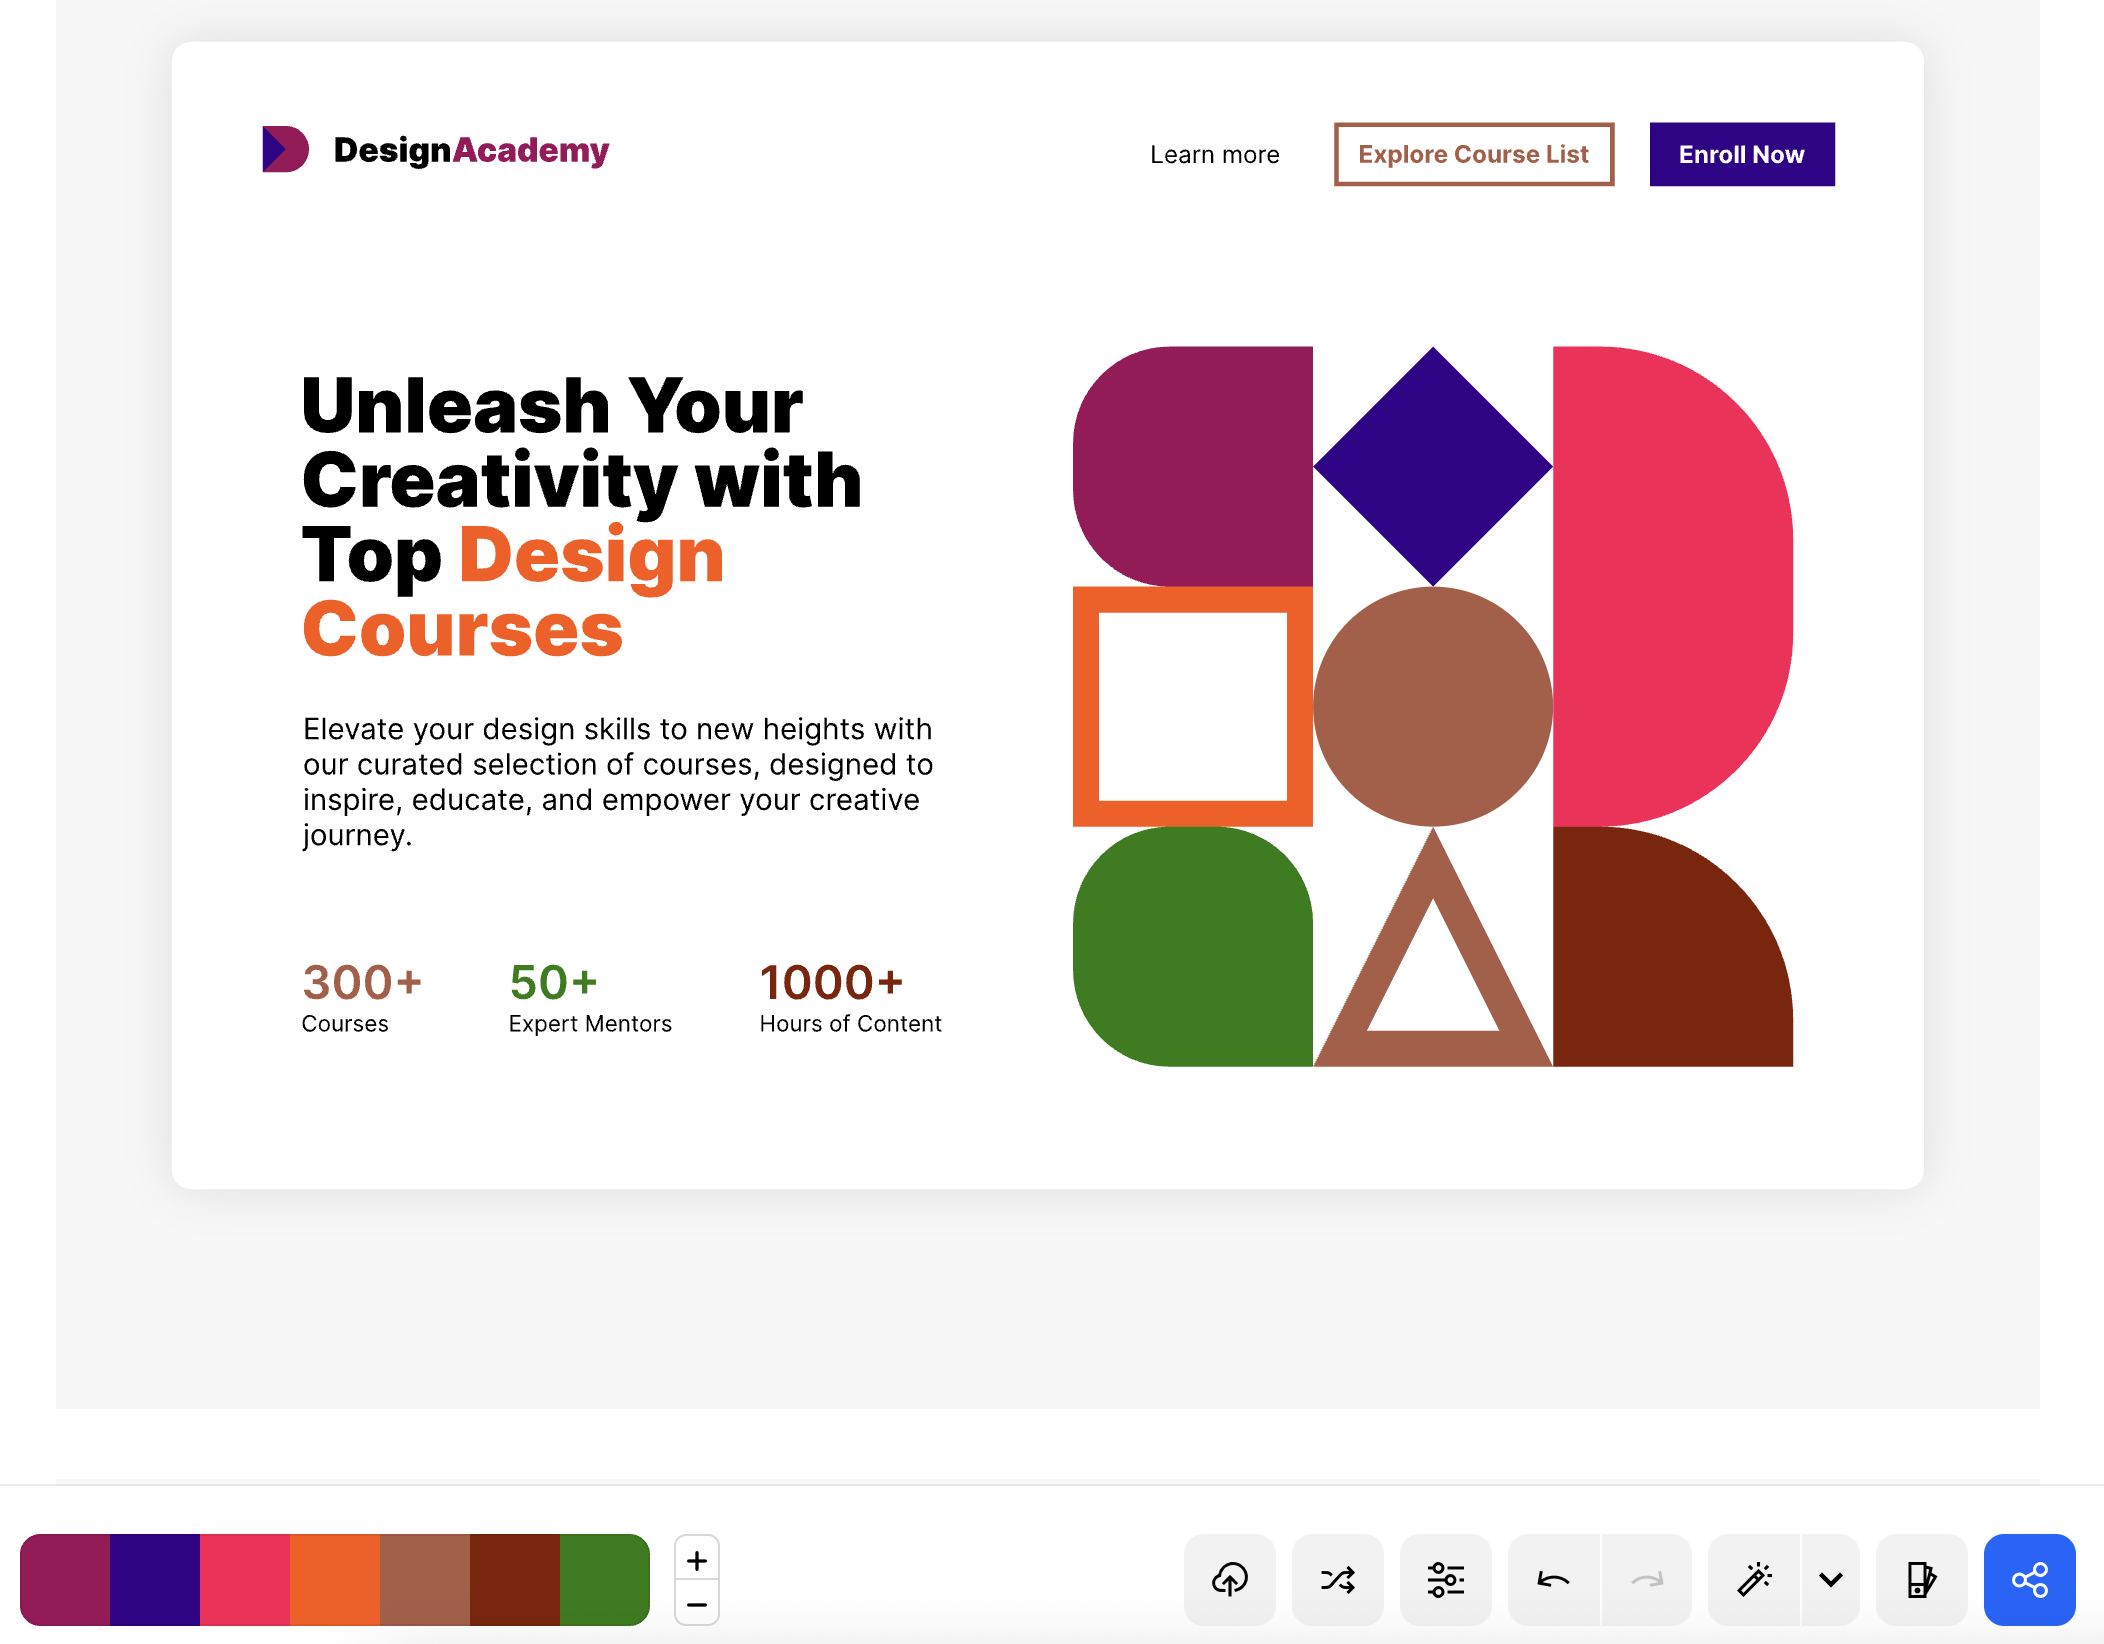 DesignAcademy
Learn more
Explore Course List
Enroll Now
Unleash Your
Creativity with
Top Design
Courses
Elevate your design skills to new heights with
our curated selection of courses, designed to
inspire, educate, and empower your creative
journey.
300+
Courses
50+
Expert Mentors
1000+
Hours of Content